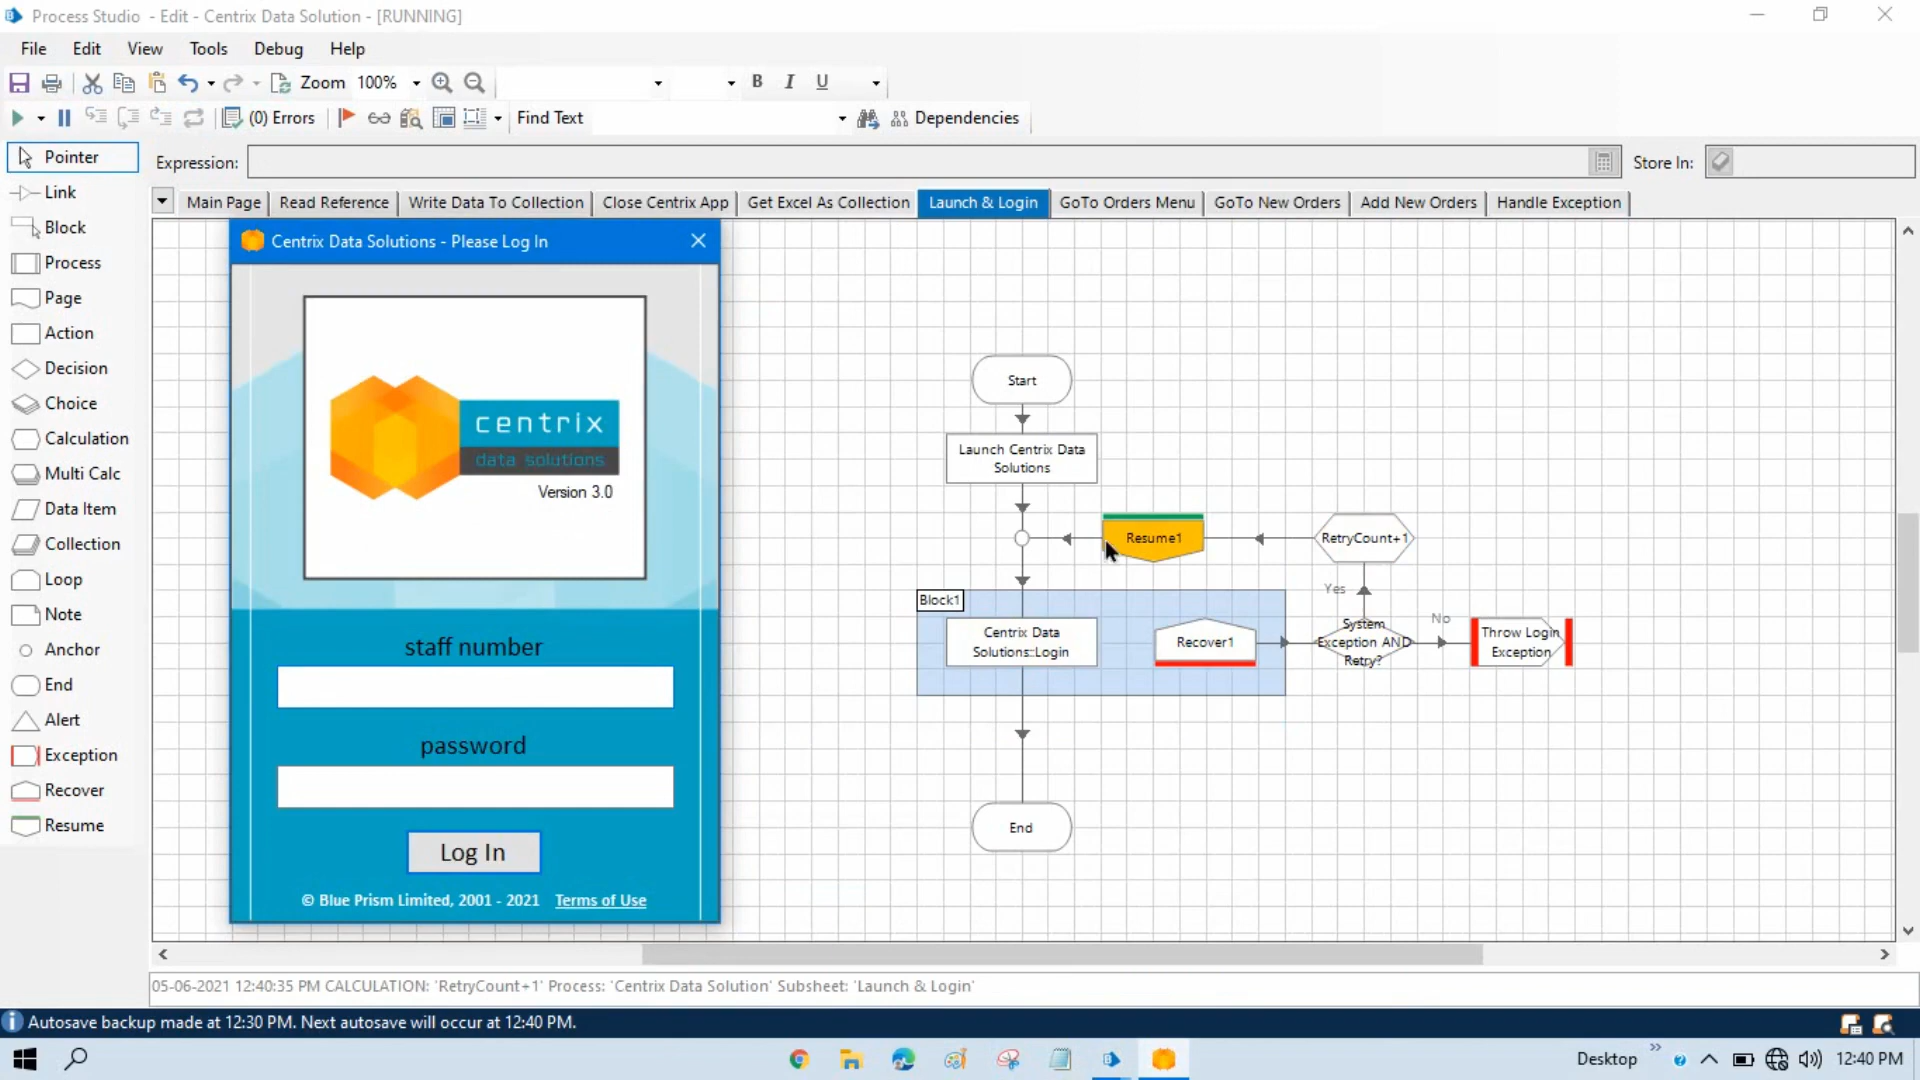 Process Studio - Edit - Centrix Data Solution - [RUNNING]
File Edit View Tools Debug Help
Zoom 100% B I U
(0) Errors Find Text Dependencies
Pointer
Link
Block
Process
Page
Action
Decision
Choice
Calculation
Multi Calc
Data Item
Collection
Loop
Note
Anchor
End
Alert
Exception
Recover
Resume
Expression: Store In:
Main Page Read Reference Write Data To Collection Close Centrix App Get Excel As Collection Launch & Login GoTo Orders Menu GoTo New Orders Add New Orders Handle Exception
Centrix Data Solutions - Please Log In
centrix
data solutions
Version 3.0
staff number
password
Log In
© Blue Prism Limited, 2001 - 2021 Terms of Use
Start
Launch Centrix Data
Solutions
Resume1
RetryCount+1
Yes
Block1
Centrix Data
Solutions::Login
Recover1
System
Exception AND
Retry?
No
Throw Login
Exception
End
05-06-2021 12:40:35 PM CALCULATION: 'RetryCount+1' Process: 'Centrix Data Solution' Subsheet: 'Launch & Login'
Autosave backup made at 12:30 PM. Next autosave will occur at 12:40 PM.
Desktop 12:40 PM